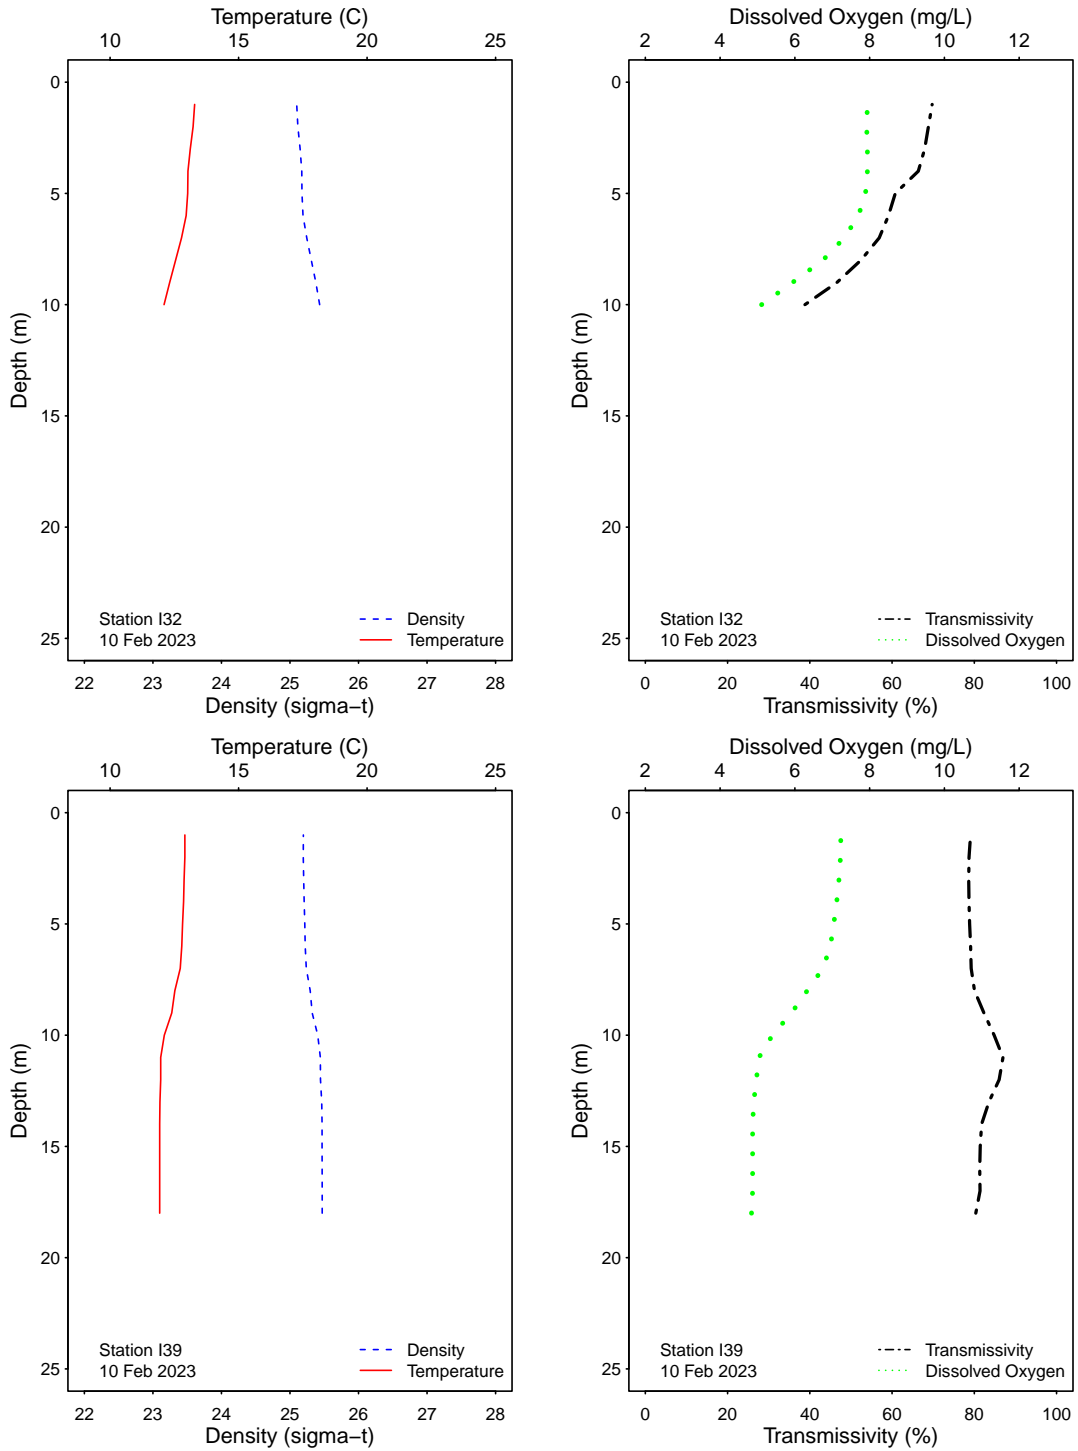 Temperature (C)
10 15 20 25
0
5
10
15
20
25
Depth (m)
Station I32
10 Feb 2023
Density
Temperature
22 23 24 25 26 27 28
Density (sigma−t)
Dissolved Oxygen (mg/L)
2 4 6 8 10 12
0
5
10
15
20
25
Depth (m)
Station I32
10 Feb 2023
Transmissivity
Dissolved Oxygen
0 20 40 60 80 100
Transmissivity (%)
Temperature (C)
10 15 20 25
0
5
10
15
20
25
Depth (m)
Station I39
10 Feb 2023
Density
Temperature
22 23 24 25 26 27 28
Density (sigma−t)
Dissolved Oxygen (mg/L)
2 4 6 8 10 12
0
5
10
15
20
25
Depth (m)
Station I39
10 Feb 2023
Transmissivity
Dissolved Oxygen
0 20 40 60 80 100
Transmissivity (%)